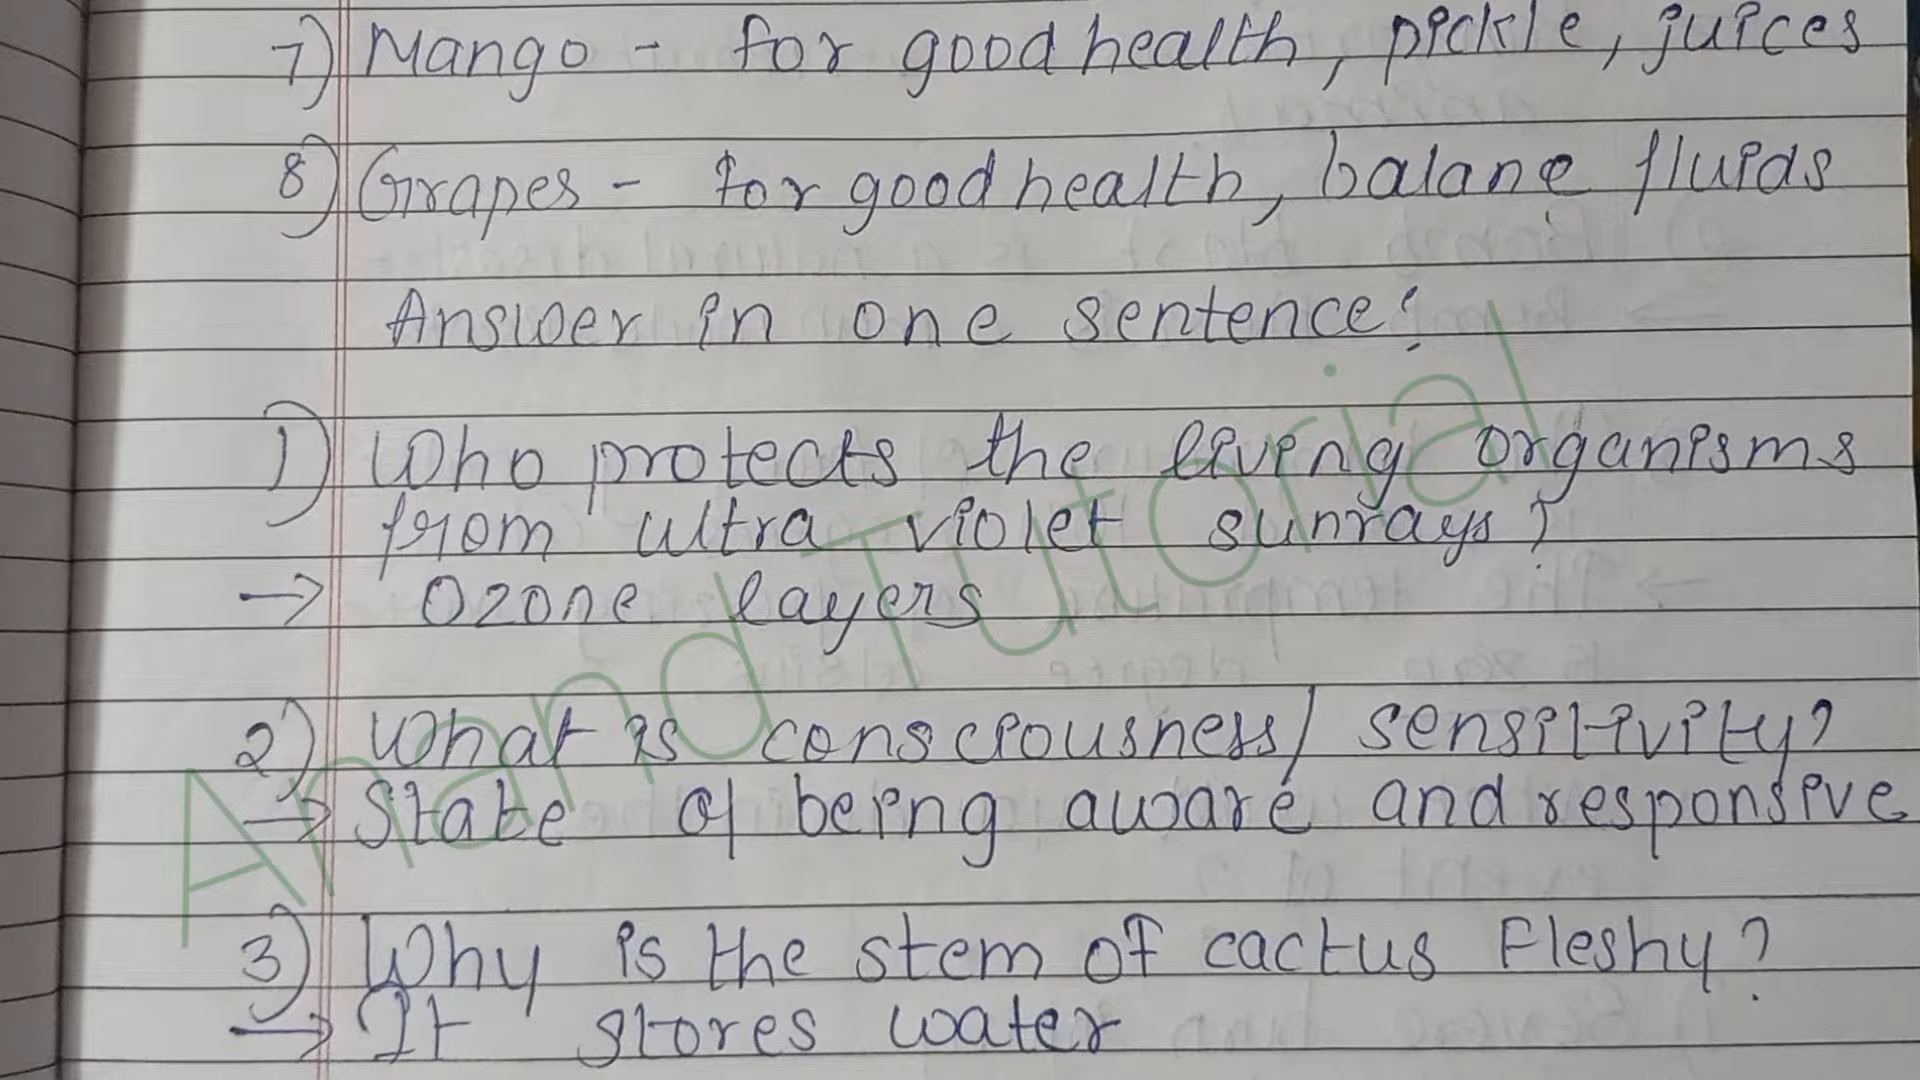 7) Mango - for good health, pickle, juices
8) Grapes - for good health, balane fluids
Answer in one sentence:
1) Who protects the living organisms
from ultra violet sunrays?
→ Ozone layers
2) What is consciousness/ sensitivity?
→ State of being aware and responsive
3) Why is the stem of cactus Fleshy?
→ It stores water
Anand Tutorial